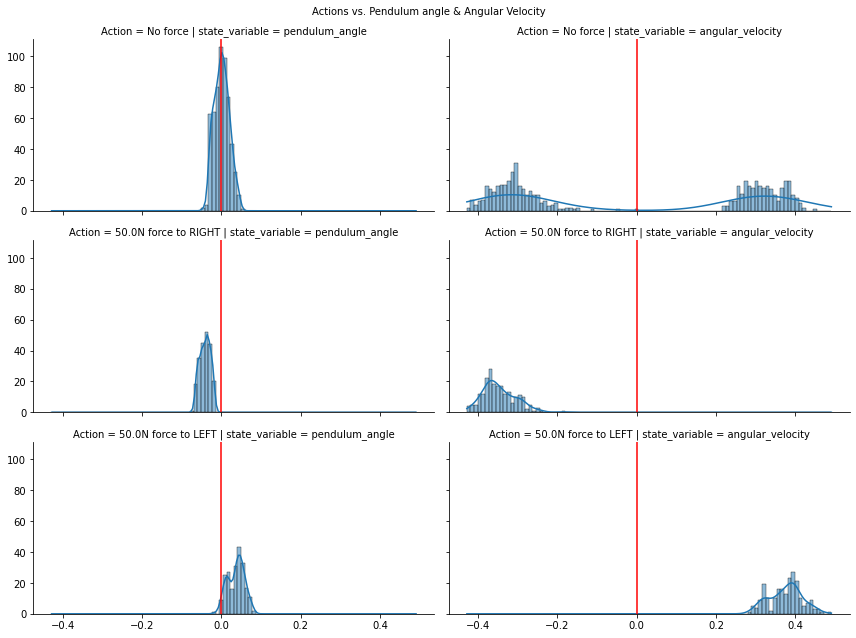 Actions vs. Pendulum angle & Angular Velocity
Action = No force | state_variable = pendulum_angle
Action = No force | state_variable = angular_velocity
100
80
60
40
20
0
Action = 50.0N force to RIGHT | state_variable = pendulum_angle
Action = 50.0N force to RIGHT | state_variable = angular_velocity
100
80
60
40
20
0
Action = 50.0N force to LEFT | state_variable = pendulum_angle
Action = 50.0N force to LEFT | state_variable = angular_velocity
100
80
60
40
20
0
−0.4 −0.2 0.0 0.2 0.4
−0.4 −0.2 0.0 0.2 0.4